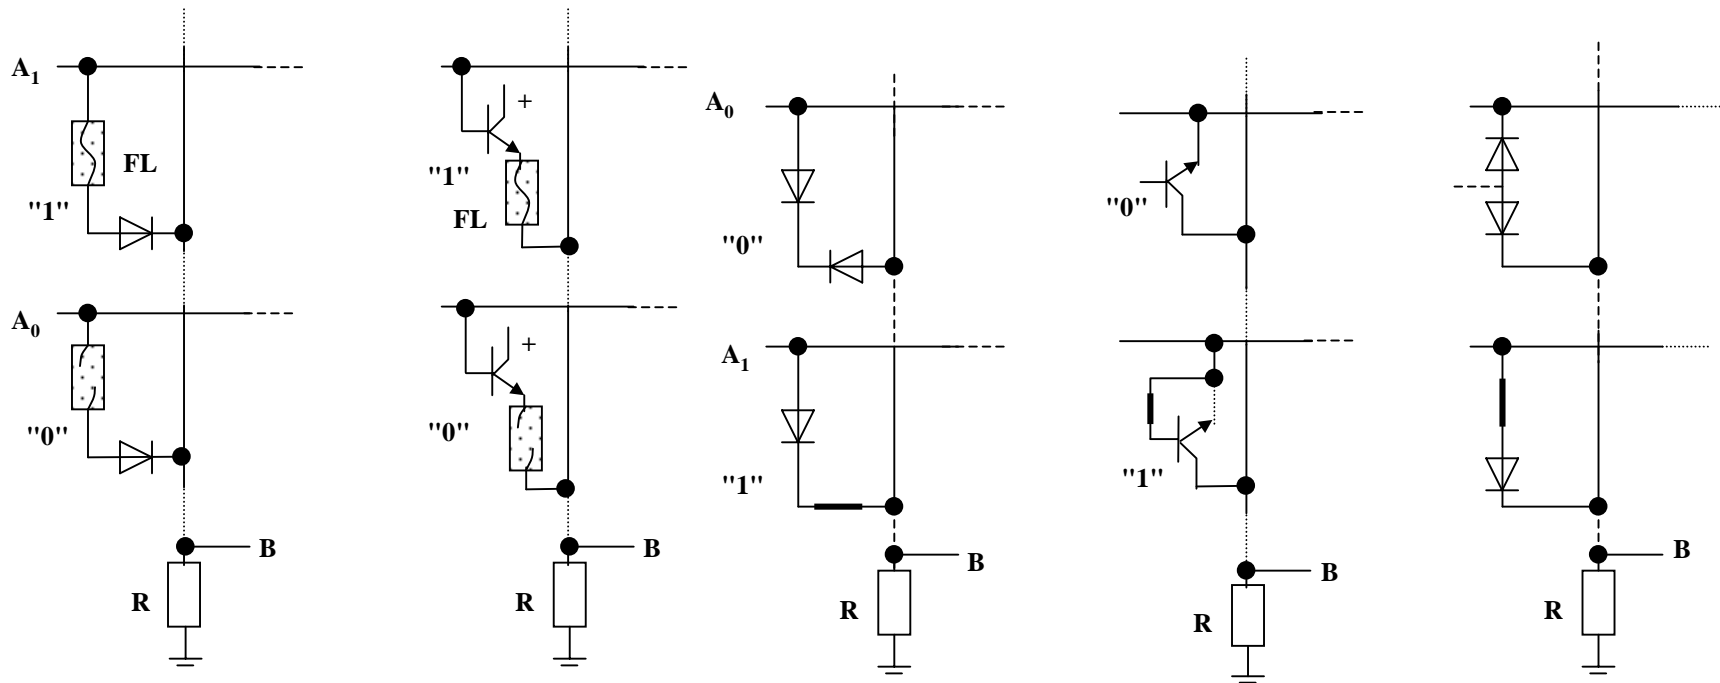 A₁
FL
"1"
A₀
"0"
B
R
+
"1"
FL
+
"0"
B
R
A₀
"0"
A₁
"1"
B
R
"0"
"1"
B
R
B
R